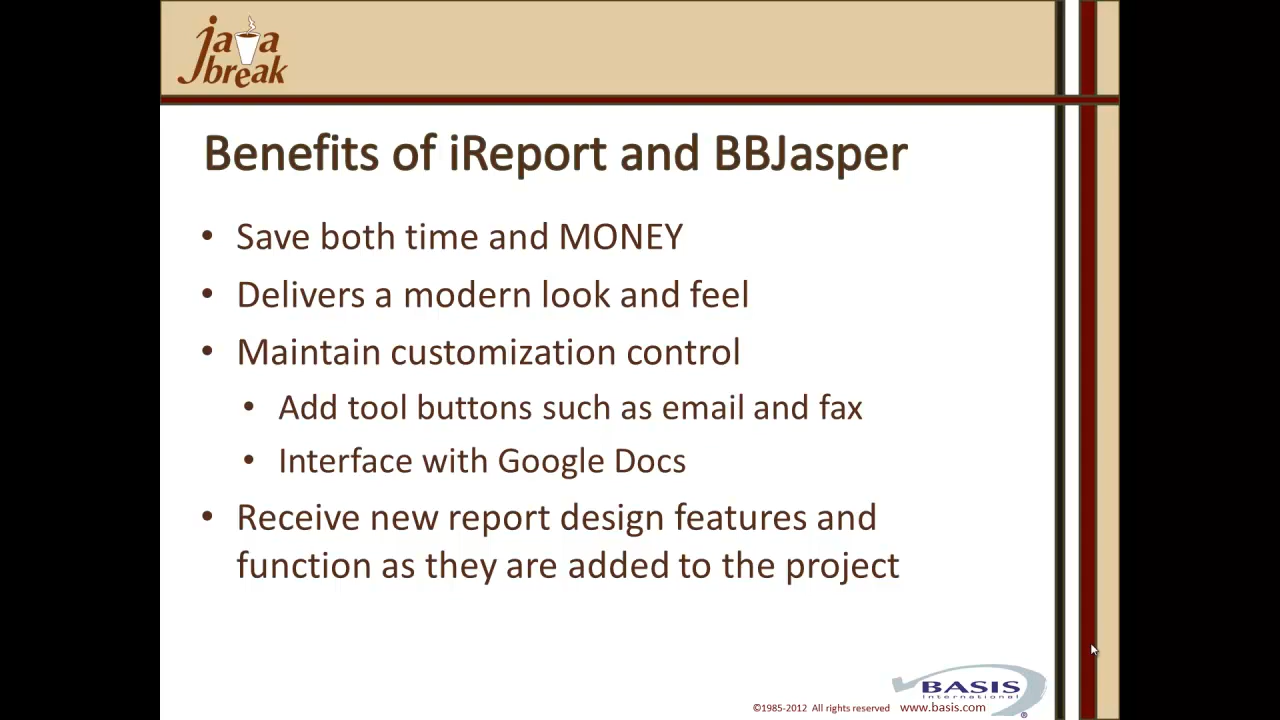 java
break
Benefits of iReport and BBJasper
• Save both time and MONEY
• Delivers a modern look and feel
• Maintain customization control
• Add tool buttons such as email and fax
• Interface with Google Docs
• Receive new report design features and
function as they are added to the project
BASIS
International
®
©1985-2012 All rights reserved www.basis.com